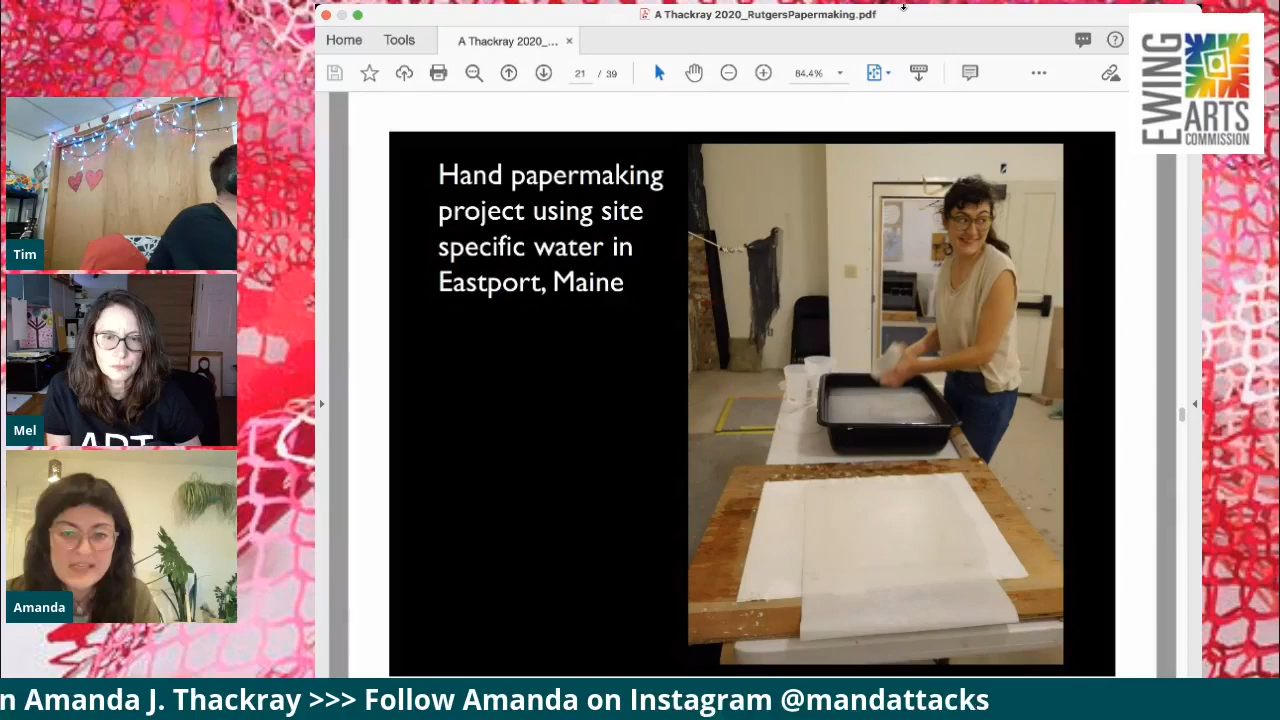 A Thackray 2020_RutgersPapermaking.pdf
Home
Tools
A Thackray 2020_...
21 / 39
84.4%
EWING
ARTS
COMMISSION
Tim
Mel
ART
Amanda
Hand papermaking
project using site
specific water in
Eastport, Maine
n Amanda J. Thackray >>> Follow Amanda on Instagram @mandattacks